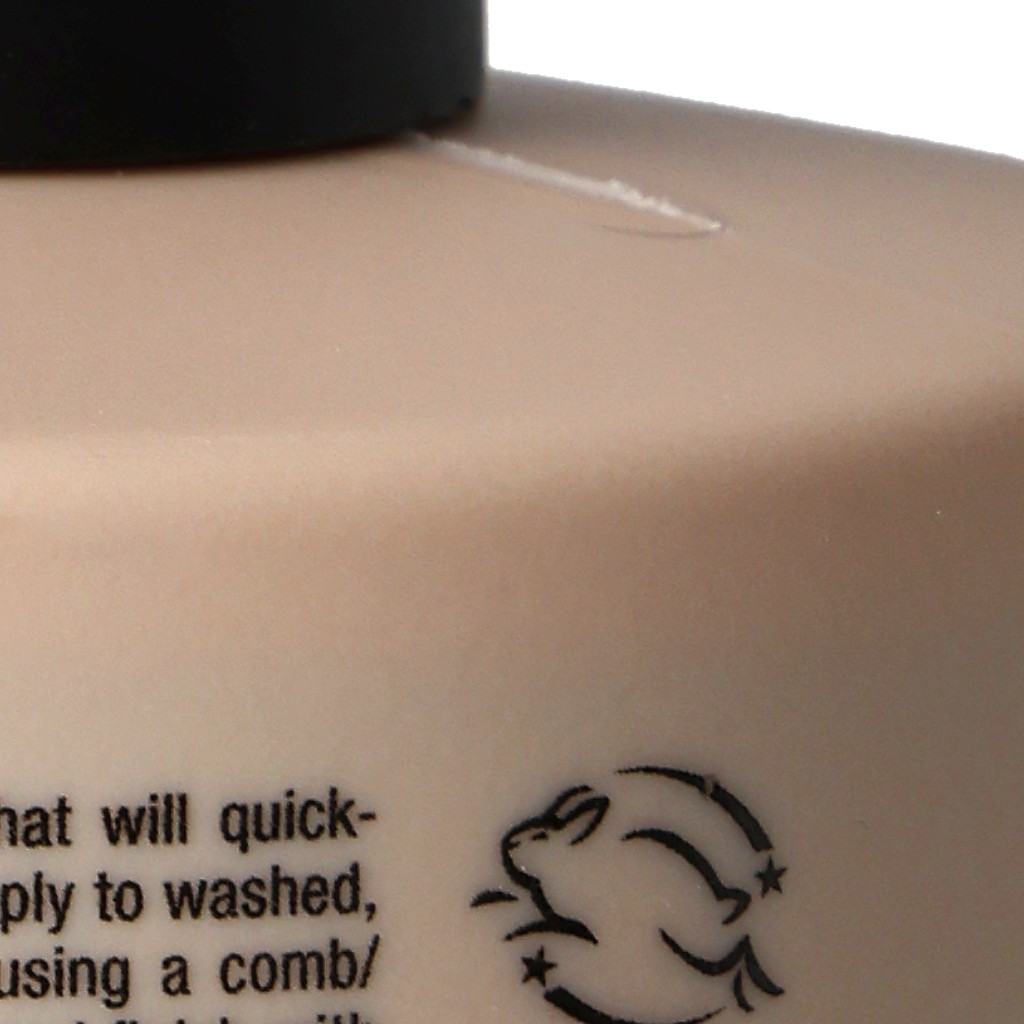 hat will quick-
ply to washed,
using a comb/